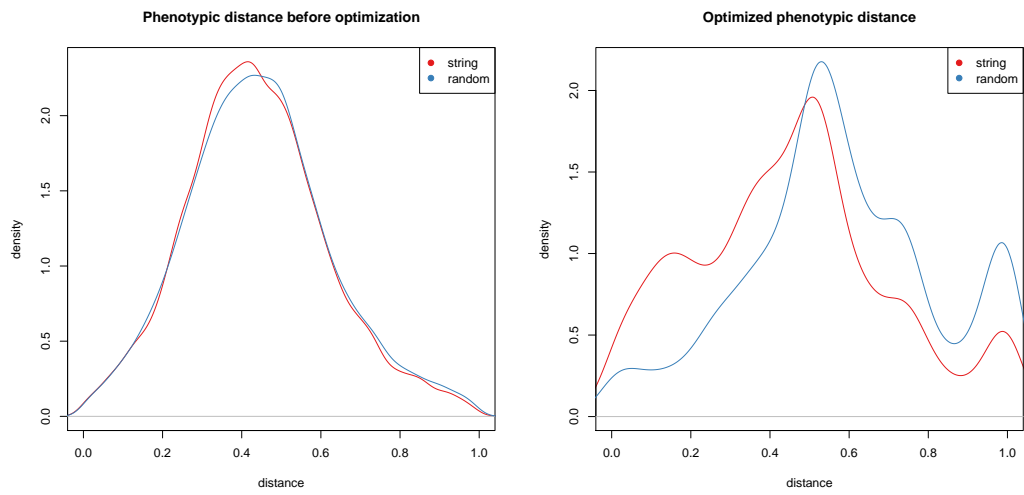 Phenotypic distance before optimization
string
random
density
0.0
0.5
1.0
1.5
2.0
0.0 0.2 0.4 0.6 0.8 1.0
distance
Optimized phenotypic distance
string
random
density
0.0
0.5
1.0
1.5
2.0
0.0 0.2 0.4 0.6 0.8 1.0
distance